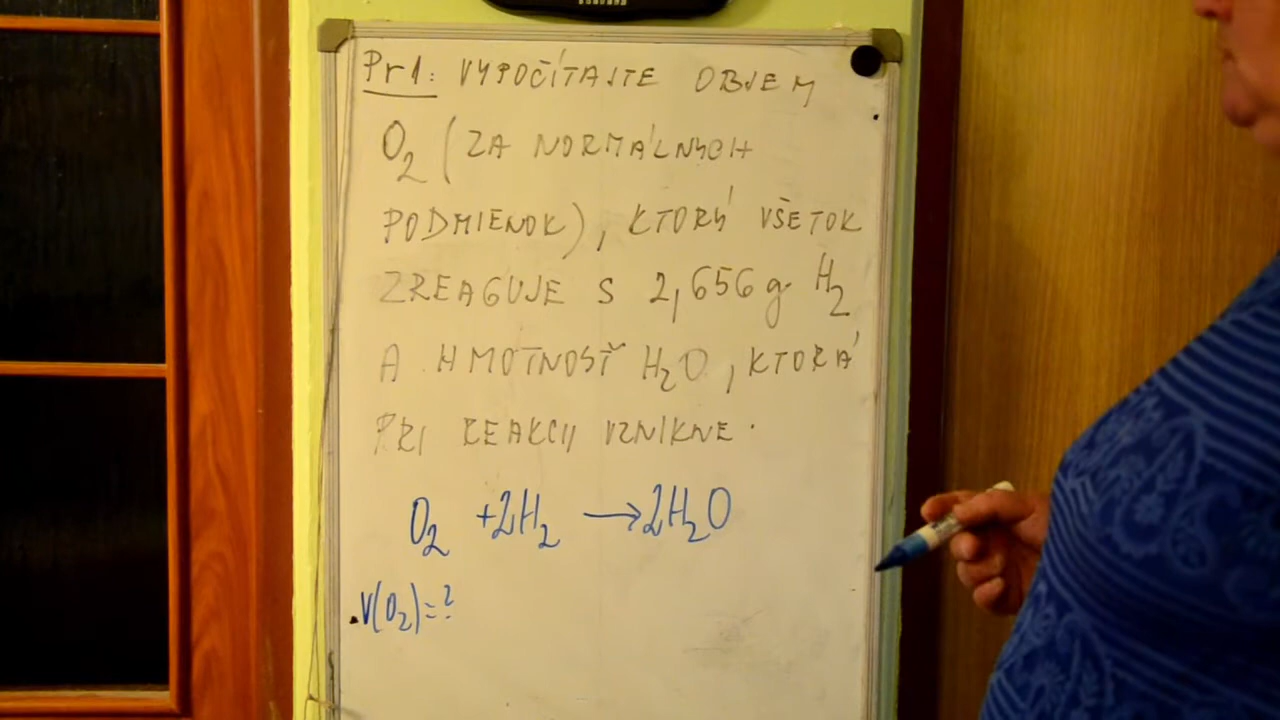 Pr1: VYPOČÍTAJTE OBJEM
O₂ (ZA NORMÁLNYCH
PODMIENOK), KTORÝ VŠETOK
ZREAGUJE S 2,656 g H₂
A HMOTNOSŤ H₂O, KTORÁ
PRI REAKCII VZNIKNE.
O₂ + 2H₂ → 2H₂O
V(O₂) = ?